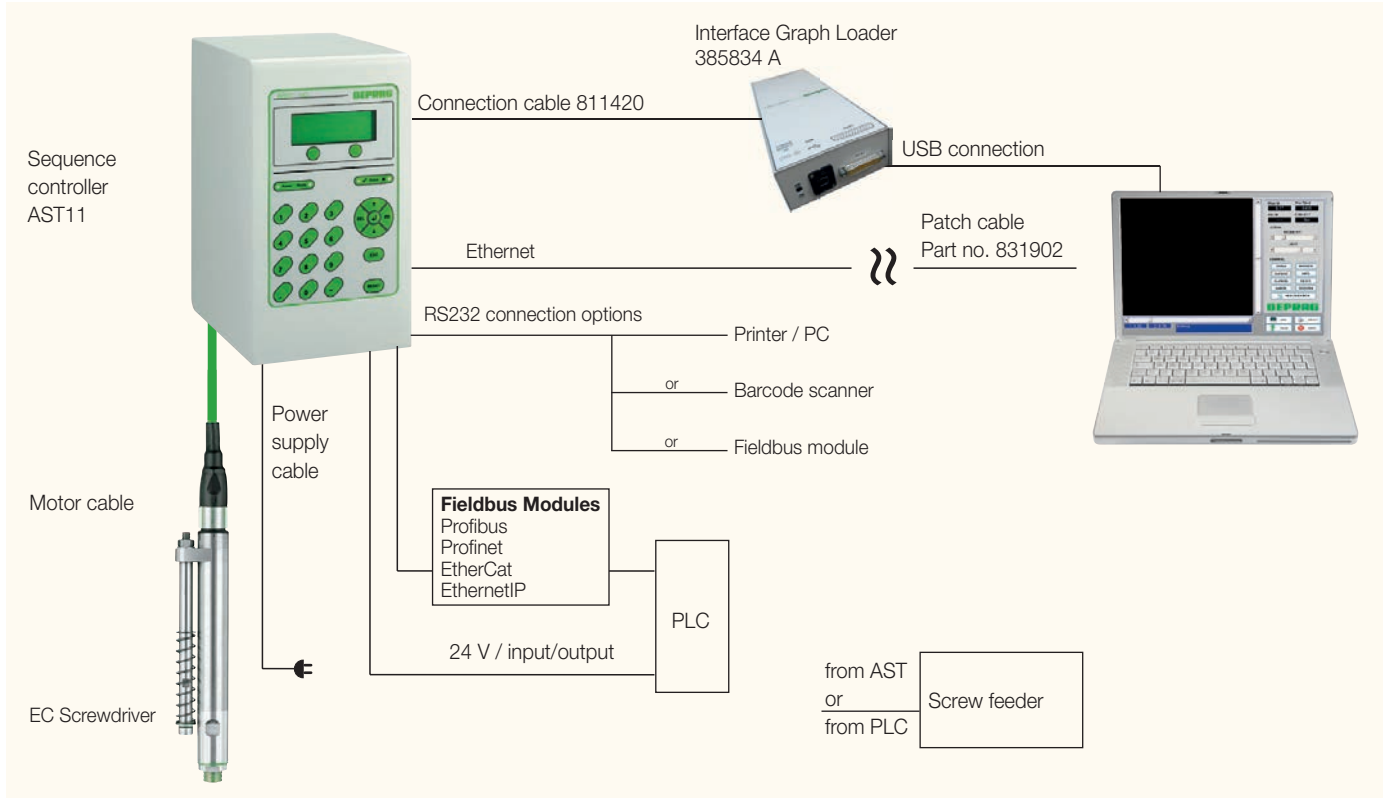 Interface Graph Loader
385834 A
Connection cable 811420
DEPRAG
Sequence
controller
AST11
USB connection
Patch cable
Part no. 831902
Ethernet
RS232 connection options
Printer / PC
or
Barcode scanner
or
Fieldbus module
DEPRAG
Power
supply
cable
Motor cable
Fieldbus Modules
Profibus
Profinet
EtherCat
EthernetIP
PLC
24 V / input/output
EC Screwdriver
from AST
or
from PLC
Screw feeder